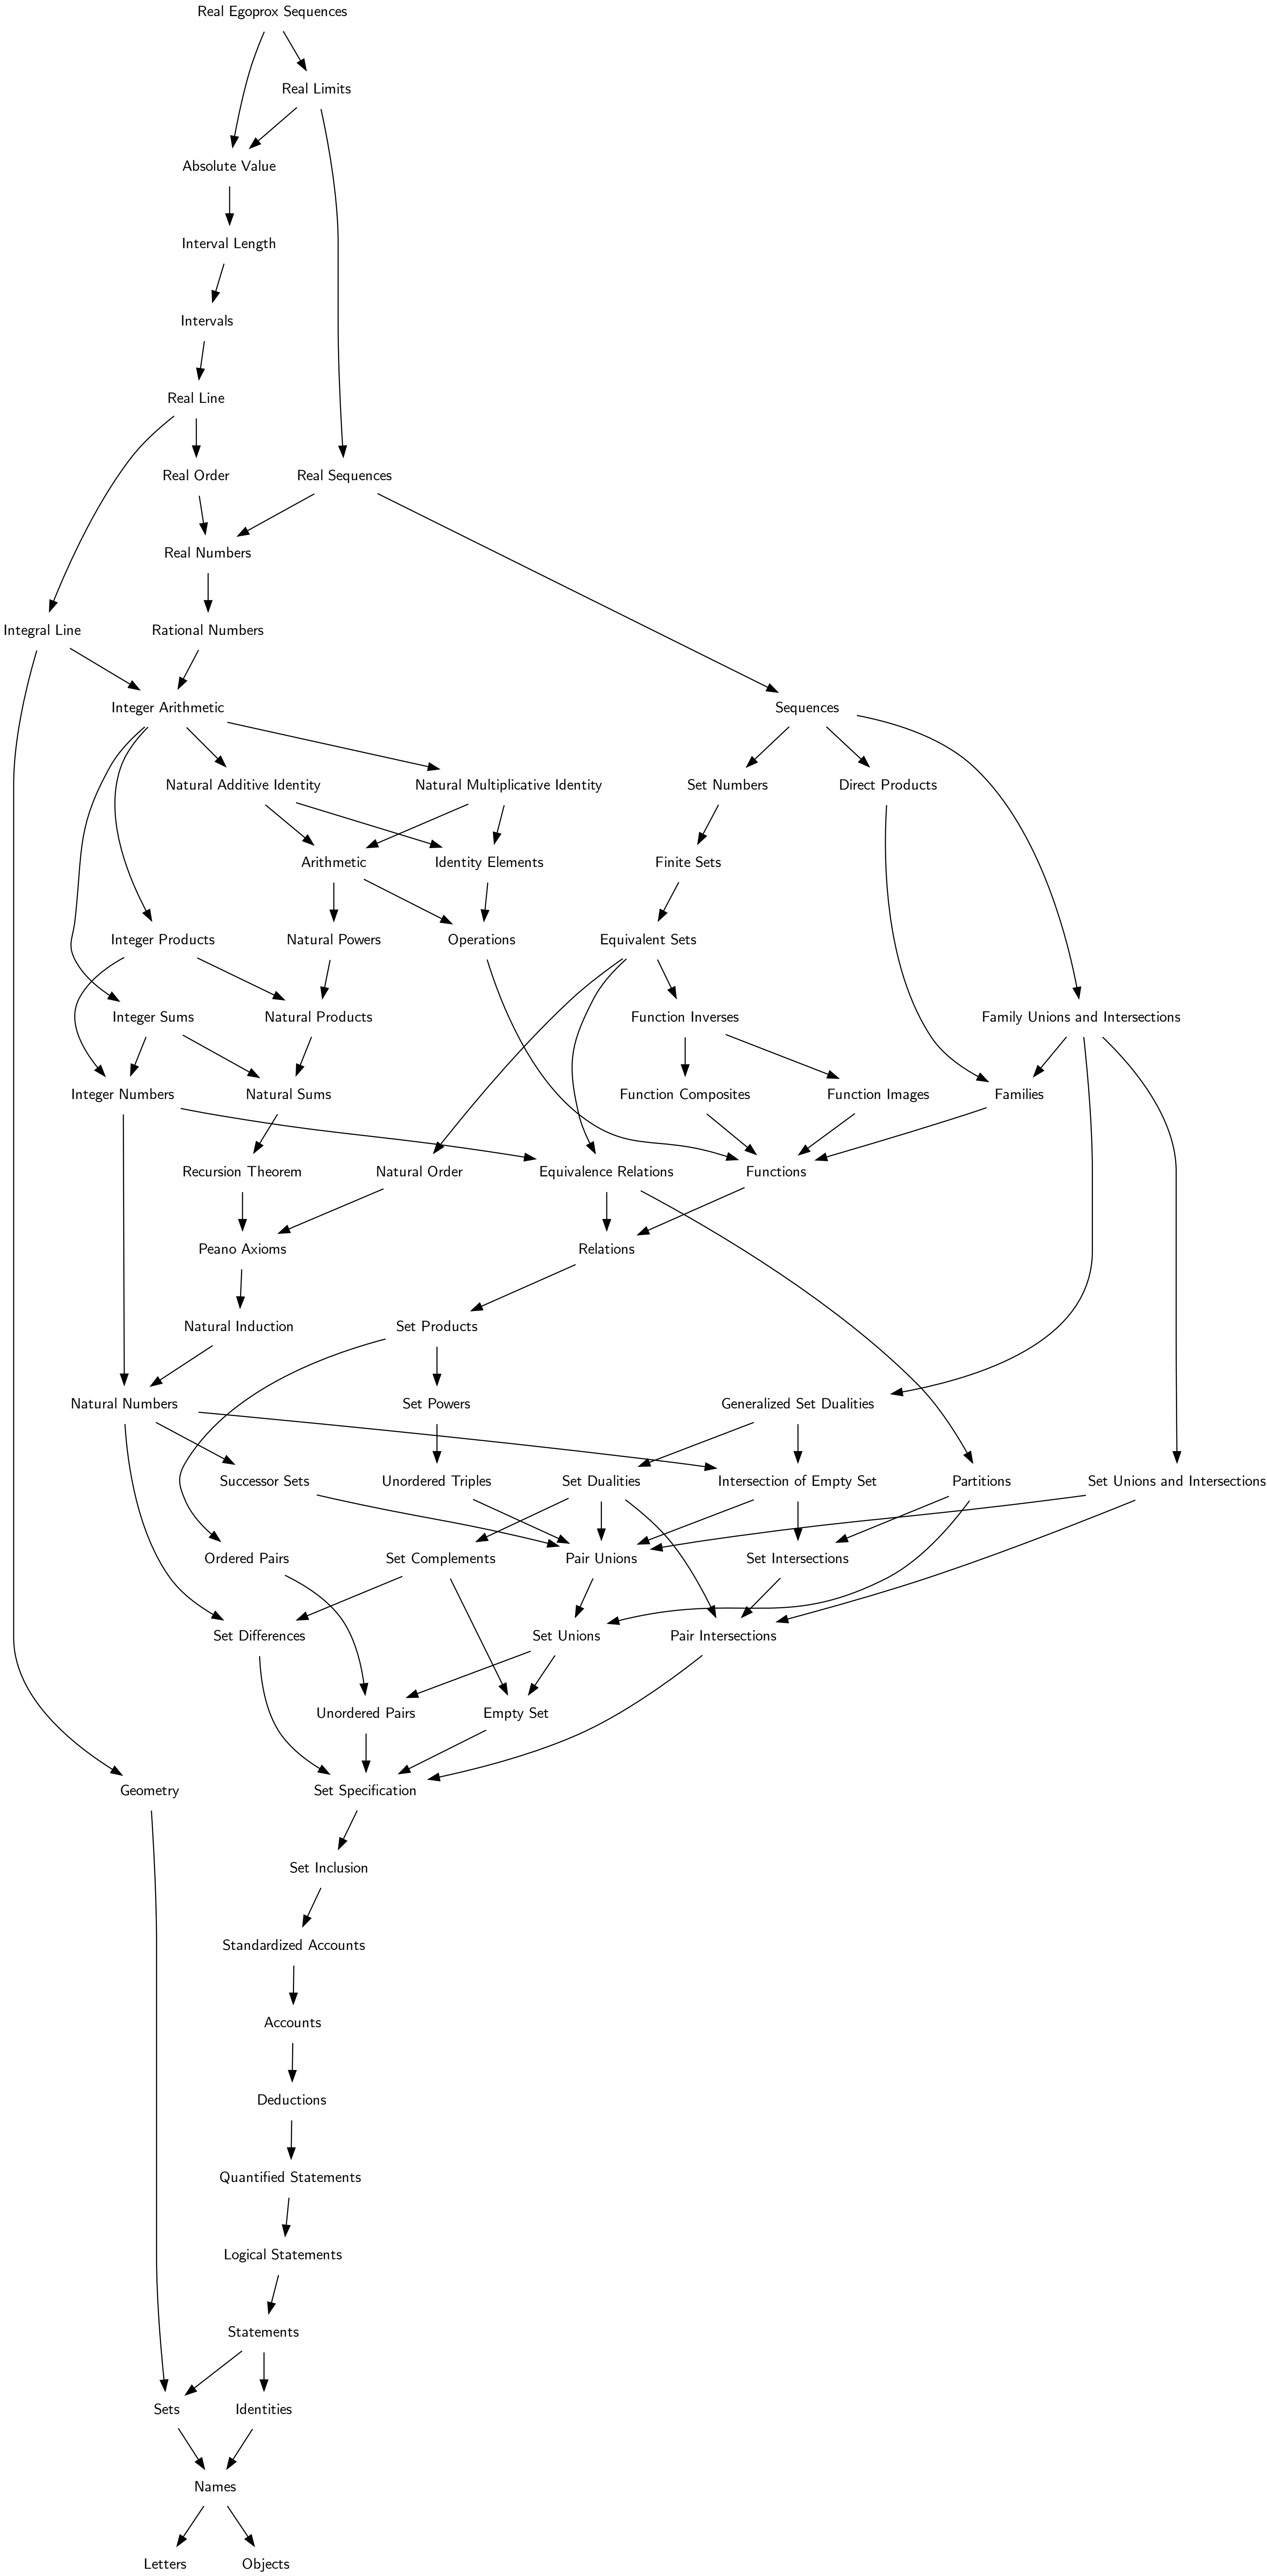 Real Egoprox Sequences
Real Limits
Absolute Value
Interval Length
Intervals
Real Line
Real Order
Real Sequences
Real Numbers
Integral Line
Rational Numbers
Integer Arithmetic
Sequences
Natural Additive Identity
Natural Multiplicative Identity
Set Numbers
Direct Products
Arithmetic
Identity Elements
Finite Sets
Integer Products
Natural Powers
Operations
Equivalent Sets
Integer Sums
Natural Products
Function Inverses
Family Unions and Intersections
Integer Numbers
Natural Sums
Function Composites
Function Images
Families
Recursion Theorem
Natural Order
Equivalence Relations
Functions
Peano Axioms
Relations
Natural Induction
Set Products
Natural Numbers
Set Powers
Generalized Set Dualities
Successor Sets
Unordered Triples
Set Dualities
Intersection of Empty Set
Partitions
Set Unions and Intersections
Ordered Pairs
Set Complements
Pair Unions
Set Intersections
Set Differences
Set Unions
Pair Intersections
Unordered Pairs
Empty Set
Geometry
Set Specification
Set Inclusion
Standardized Accounts
Accounts
Deductions
Quantified Statements
Logical Statements
Statements
Sets
Identities
Names
Letters
Objects